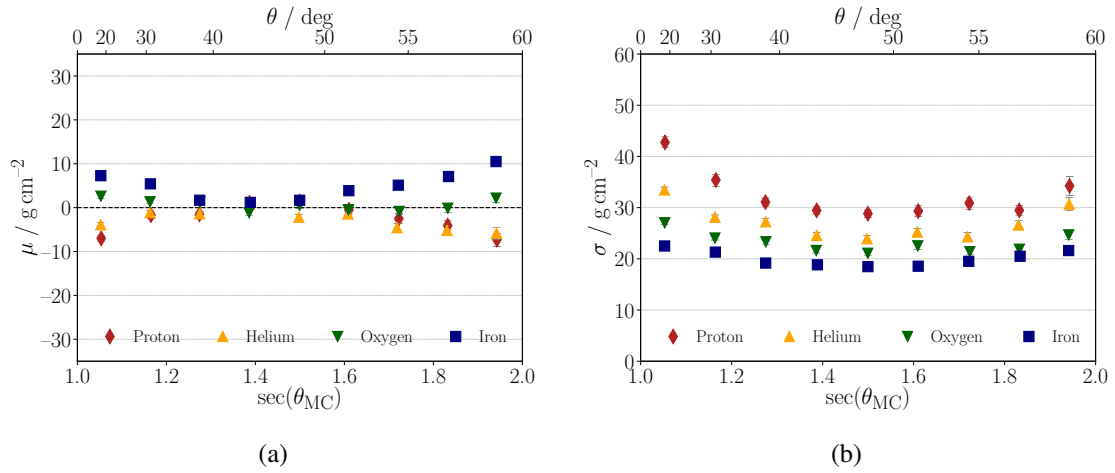 θ / deg
0 20 30 40 50 55 60
μ / g cm⁻²
30
20
10
0
−10
−20
−30
Proton Helium Oxygen Iron
1.0 1.2 1.4 1.6 1.8 2.0
sec(θ_MC)
(a)
θ / deg
0 20 30 40 50 55 60
σ / g cm⁻²
60
50
40
30
20
10
0
Proton Helium Oxygen Iron
1.0 1.2 1.4 1.6 1.8 2.0
sec(θ_MC)
(b)